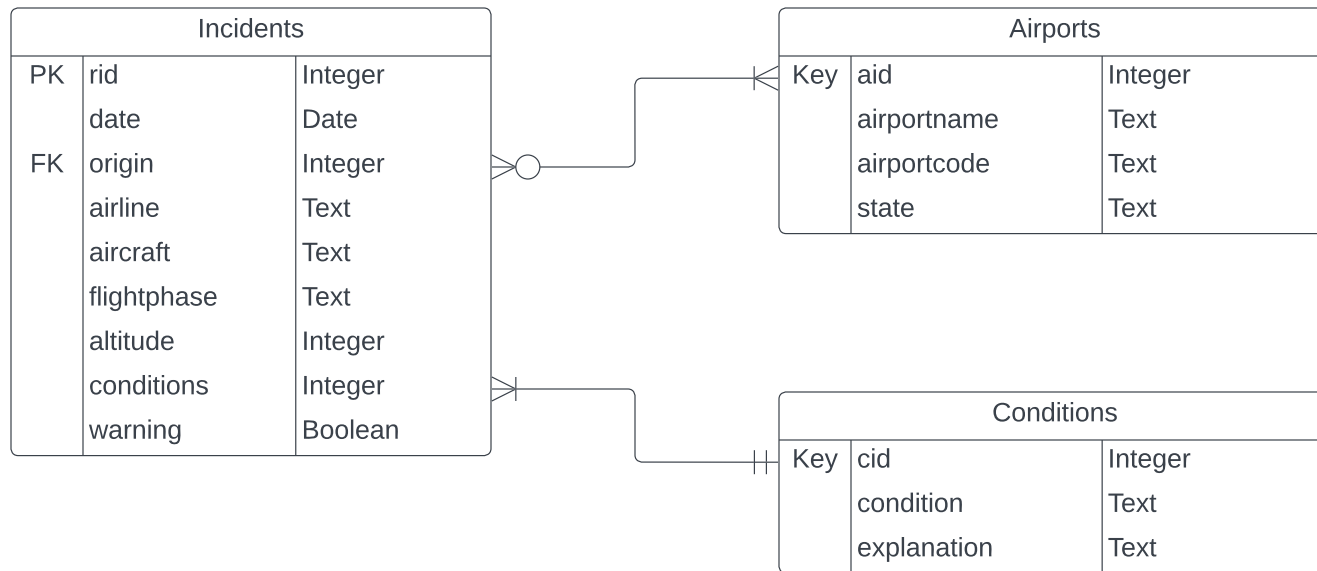 Incidents
PK rid Integer
date Date
FK origin Integer
airline Text
aircraft Text
flightphase Text
altitude Integer
conditions Integer
warning Boolean
Airports
Key aid Integer
airportname Text
airportcode Text
state Text
Conditions
Key cid Integer
condition Text
explanation Text